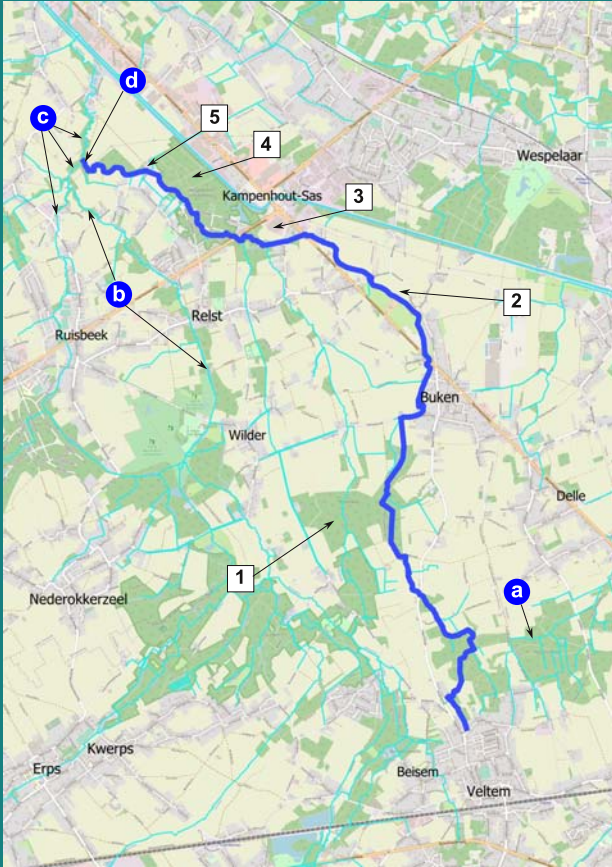 d
c
5
4
Wespelaar
Kampenhout-Sas
3
b
2
Relst
Ruisbeek
Buken
Wilder
Delle
1
a
Nederokkerzeel
Kwerps
Erps
Beisem
Veltem